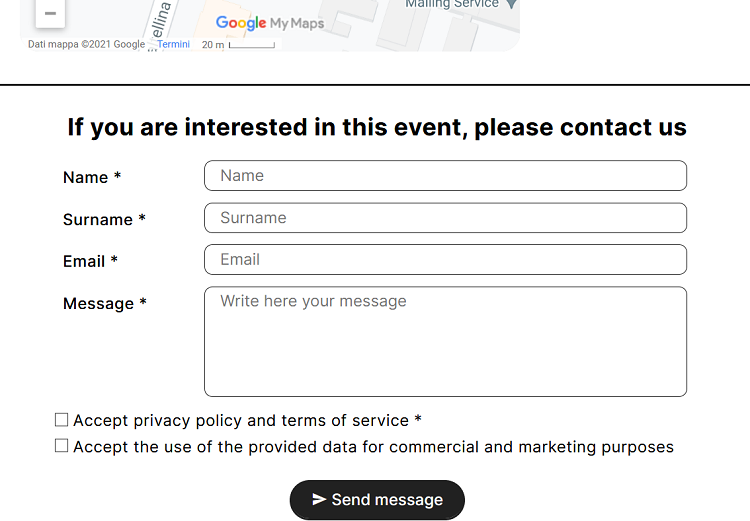 Mailing Service
ellina
Google My Maps
Dati mappa ©2021 Google Termini 20 m
If you are interested in this event, please contact us
Name *
Name
Surname *
Surname
Email *
Email
Message *
Write here your message
Accept privacy policy and terms of service *
Accept the use of the provided data for commercial and marketing purposes
Send message